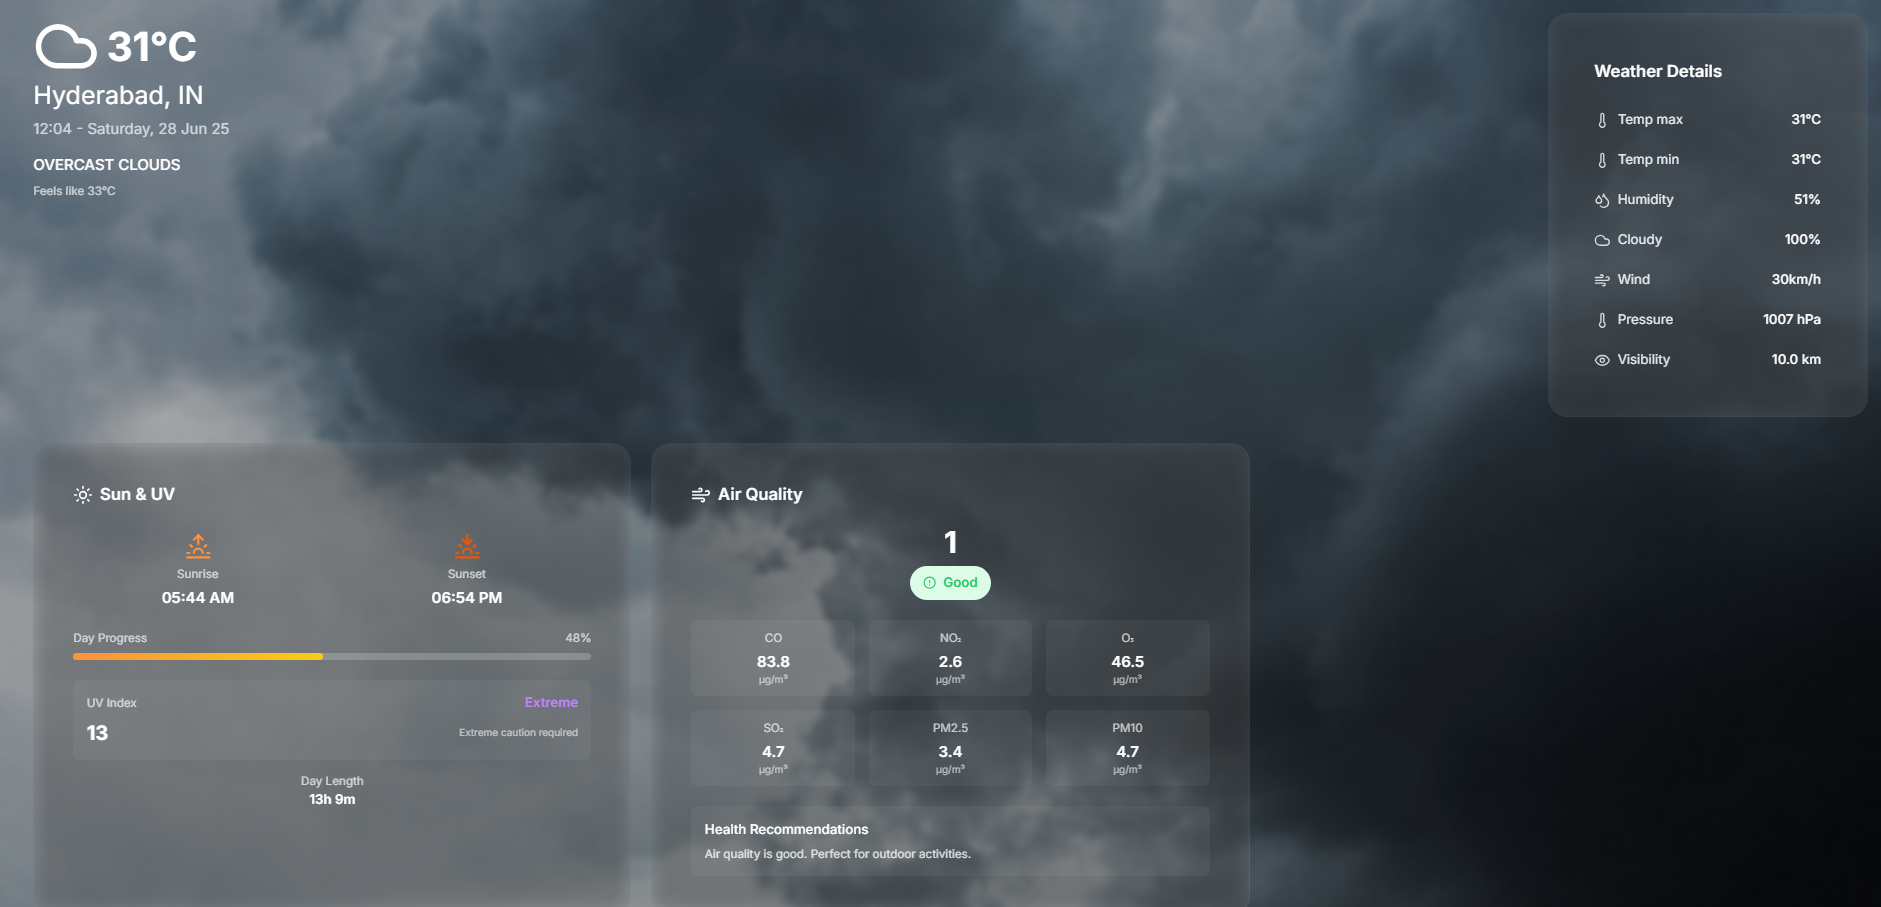 31°C
Hyderabad, IN
12:04 - Saturday, 28 Jun 25
OVERCAST CLOUDS
Feels like 33°C
Weather Details
Temp max 31°C
Temp min 31°C
Humidity 51%
Cloudy 100%
Wind 30km/h
Pressure 1007 hPa
Visibility 10.0 km
Sun & UV
Sunrise
05:44 AM
Sunset
06:54 PM
Day Progress 48%
UV Index Extreme
13 Extreme caution required
Day Length
13h 9m
Air Quality
1
Good
CO
83.8
μg/m³
NO₂
2.6
μg/m³
O₃
46.5
μg/m³
SO₂
4.7
μg/m³
PM2.5
3.4
μg/m³
PM10
4.7
μg/m³
Health Recommendations
Air quality is good. Perfect for outdoor activities.